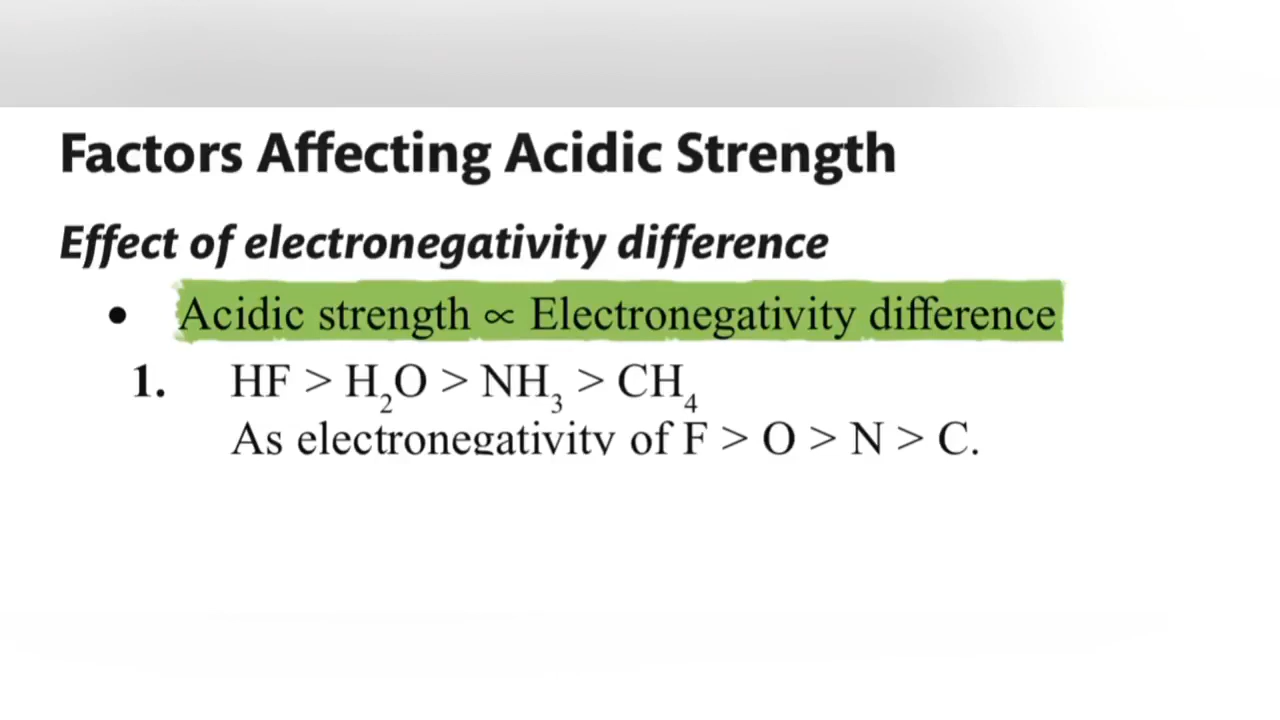 Factors Affecting Acidic Strength
Effect of electronegativity difference
• Acidic strength ∝ Electronegativity difference
1. HF > H₂O > NH₃ > CH₄
As electronegativity of F > O > N > C.